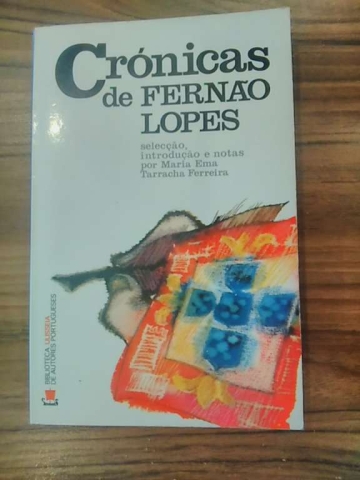 Crónicas
de FERNÃO
LOPES
selecção,
introdução e notas
por Maria Ema
Tarracha Ferreira
BIBLIOTECA ULISSEIA
DE AUTORES PORTUGUESES